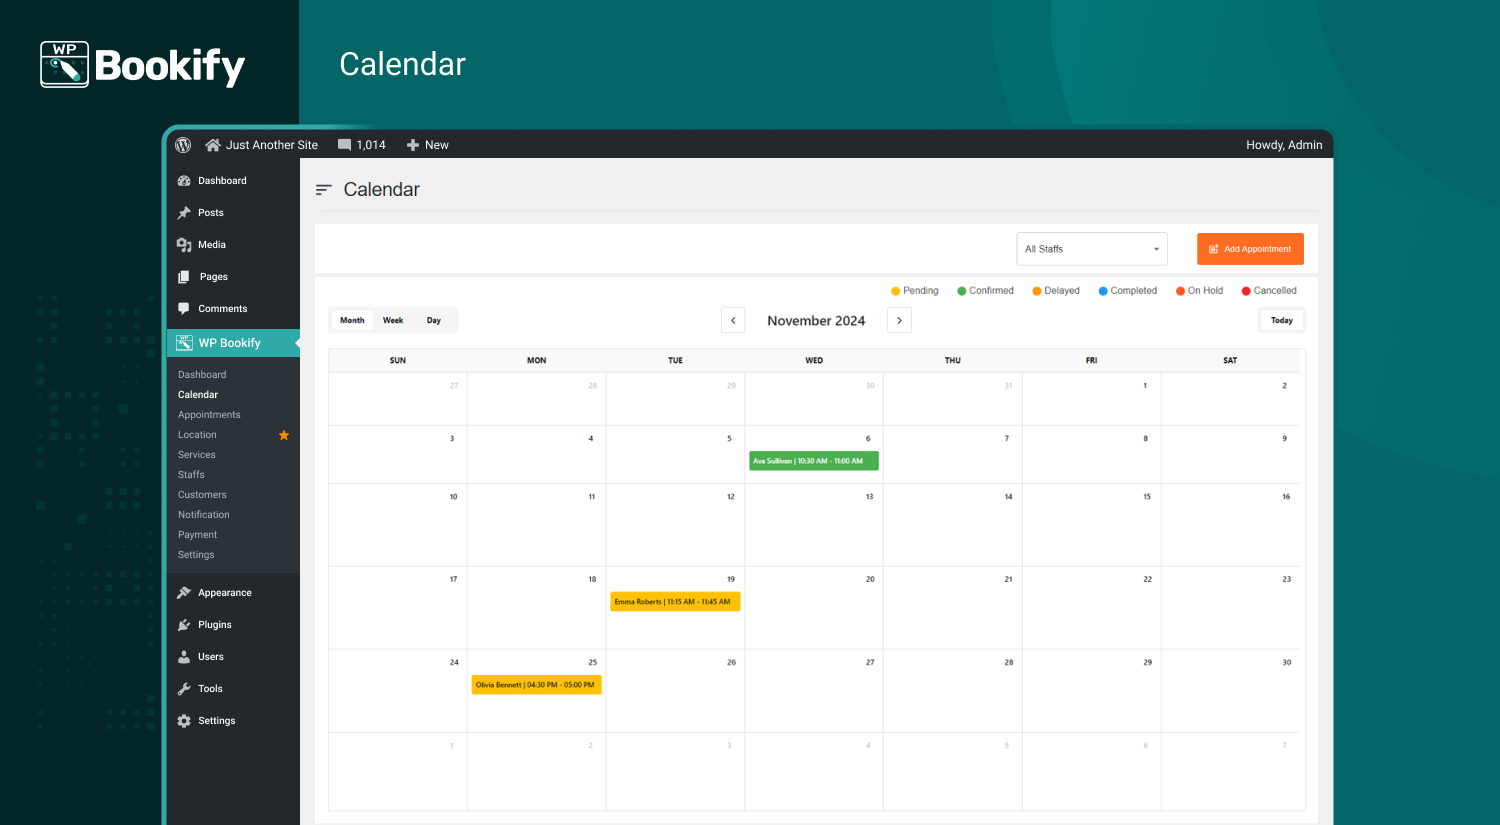 WP
Bookify
Calendar
Just Another Site
1,014
New
Howdy, Admin
Dashboard
Posts
Media
Pages
Comments
WP Bookify
Dashboard
Calendar
Appointments
Location
Services
Staffs
Customers
Notification
Payment
Settings
Appearance
Plugins
Users
Tools
Settings
Calendar
All Staffs
Add Appointment
Pending Confirmed Delayed Completed On Hold Cancelled
Month Week Day
November 2024
Today
SUN MON TUE WED THU FRI SAT
27 28 29 30 31 1 2
3 4 5 6 7 8 9
Ava Sullivan | 10:30 AM - 11:00 AM
10 11 12 13 14 15 16
17 18 19 20 21 22 23
Emma Roberts | 11:15 AM - 11:45 AM
24 25 26 27 28 29 30
Olivia Bennett | 04:30 PM - 05:00 PM
1 2 3 4 5 6 7